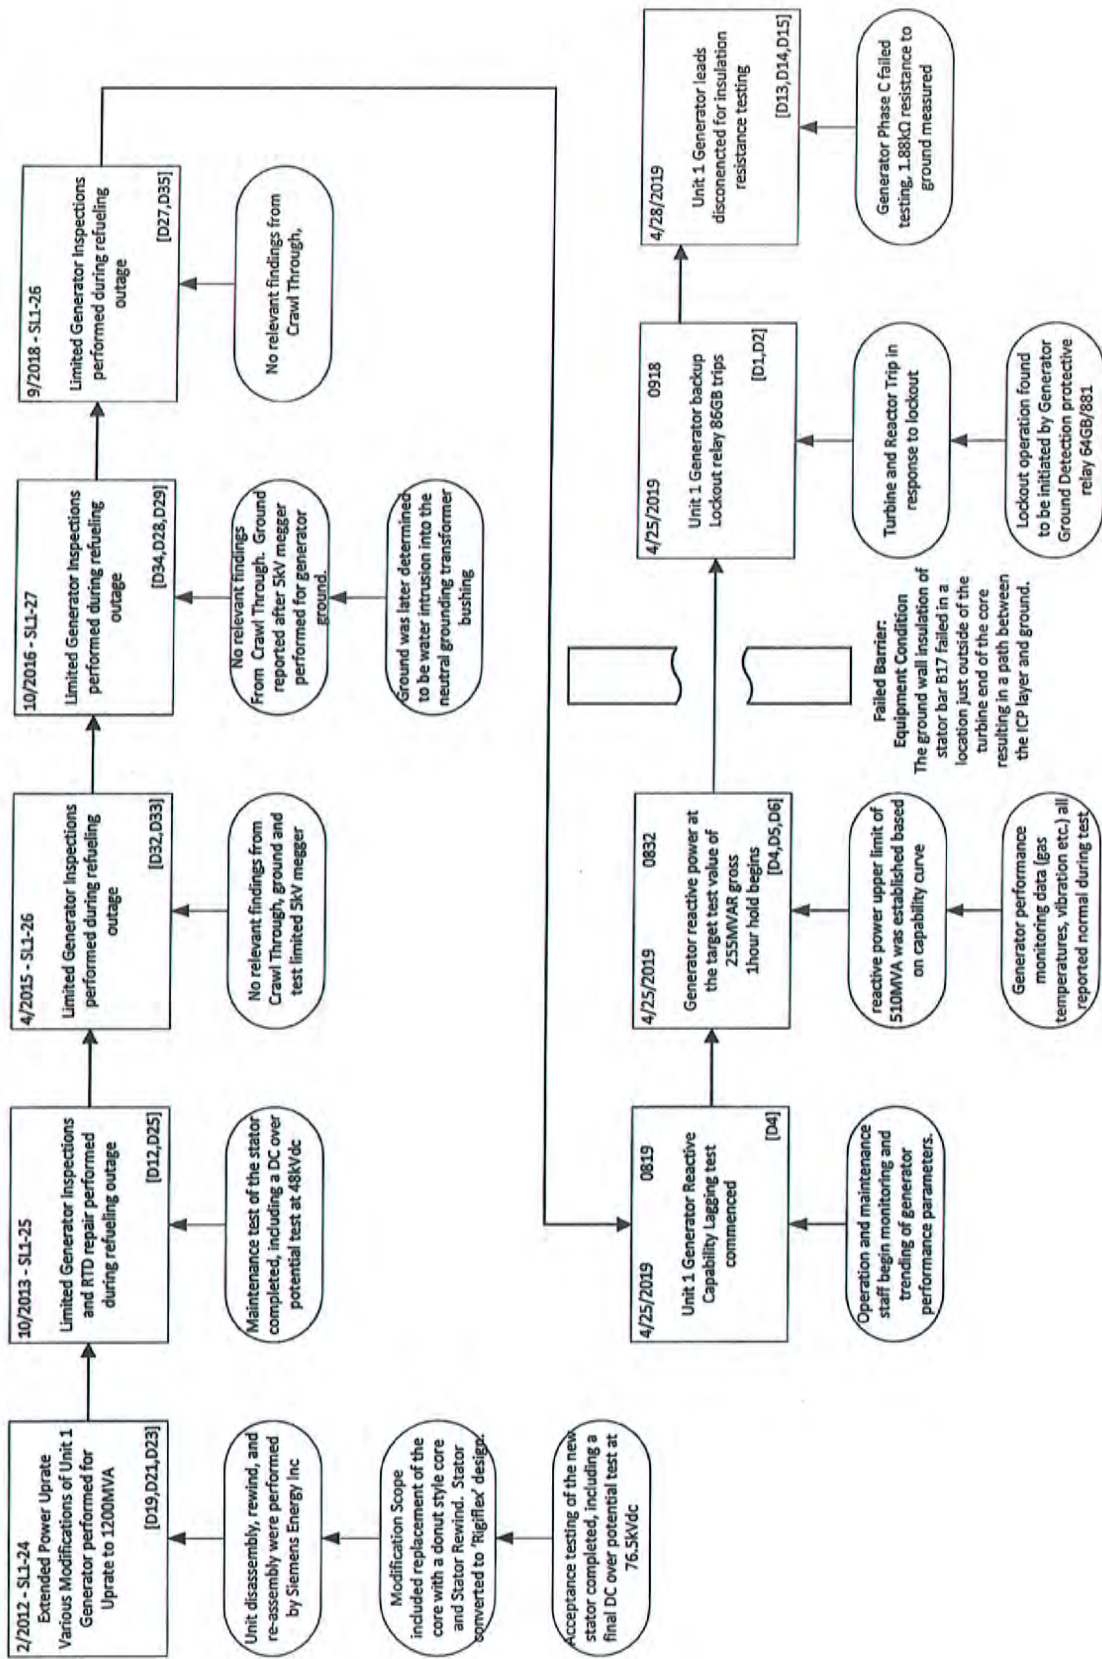 2/2012 - SL1-24
Extended Power Uprate
Various Modifications of Unit 1
Generator performed for
Uprate to 1200MVA
[D19,D21,D23]
Unit disassembly, rewind, and
re-assembly were performed
by Siemens Energy Inc
Modification Scope
included replacement of the
core with a donut style core
and Stator Rewind. Stator
converted to 'Rigiflex' design.
Acceptance testing of the new
stator completed, including a
final DC over potential test at
76.5kVdc
10/2013 - SL1-25
Limited Generator Inspections
and RTD repair performed
during refueling outage
[D12,D25]
Maintenance test of the stator
completed, including a DC over
potential test at 48kVdc
4/2015 - SL1-26
Limited Generator Inspections
performed during refueling
outage
[D32,D33]
No relevant findings from
Crawl Through, ground and
test limited 5kV megger
10/2016 - SL1-27
Limited Generator Inspections
performed during refueling
outage
[D34,D28,D29]
No relevant findings
From Crawl Through. Ground
reported after 5kV megger
performed for generator
ground.
Ground was later determined
to be water intrusion into the
neutral grounding transformer
bushing
9/2018 - SL1-26
Limited Generator Inspections
performed during refueling
outage
[D27,D35]
No relevant findings from
Crawl Through,
4/25/2019 0819
Unit 1 Generator Reactive
Capability Lagging test
commenced
[D4]
Operation and maintenance
staff begin monitoring and
trending of generator
performance parameters.
4/25/2019 0832
Generator reactive power at
the target test value of
255MVAR gross
1hour hold begins
[D4,D5,D6]
reactive power upper limit of
510MVA was established based
on capability curve
Generator performance
monitoring data (gas
temperatures, vibration etc.) all
reported normal during test
Failed Barrier:
Equipment Condition
The ground wall insulation of
stator bar B17 failed in a
location just outside of the
turbine end of the core
resulting in a path between
the ICP layer and ground.
4/25/2019 0918
Unit 1 Generator backup
Lockout relay 86GB trips
[D1,D2]
Turbine and Reactor Trip in
response to lockout
Lockout operation found
to be initiated by Generator
Ground Detection protective
relay 64GB/881
4/28/2019
Unit 1 Generator leads
disconencted for insulation
resistance testing
[D13,D14,D15]
Generator Phase C failed
testing, 1.88kΩ resistance to
ground measured